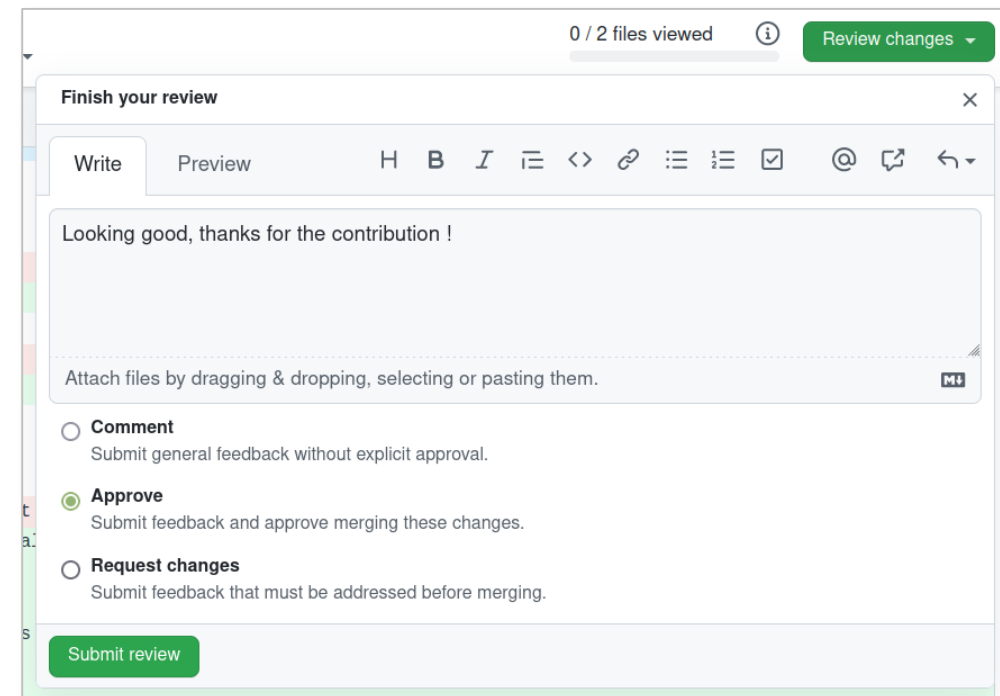 0 / 2 files viewed
Review changes
Finish your review
Write
Preview
Looking good, thanks for the contribution !
Attach files by dragging & dropping, selecting or pasting them.
Comment
Submit general feedback without explicit approval.
Approve
Submit feedback and approve merging these changes.
t
al
Request changes
Submit feedback that must be addressed before merging.
s
Submit review